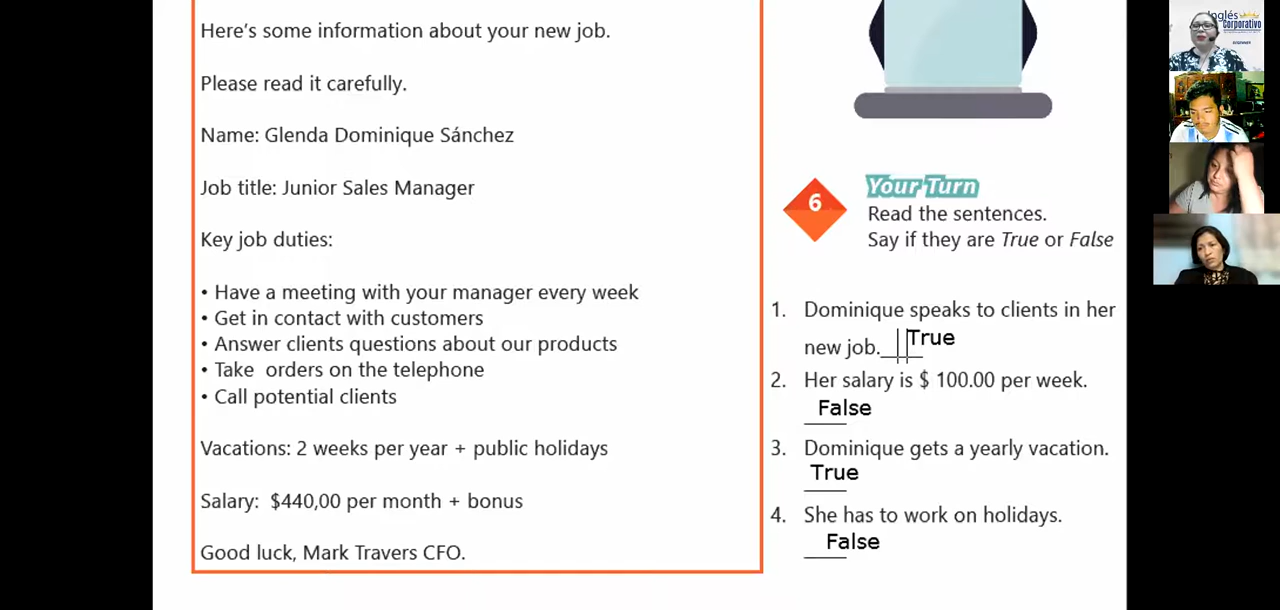 Here's some information about your new job.
Please read it carefully.
Name: Glenda Dominique Sánchez
Job title: Junior Sales Manager
Key job duties:
• Have a meeting with your manager every week
• Get in contact with customers
• Answer clients questions about our products
• Take orders on the telephone
• Call potential clients
Vacations: 2 weeks per year + public holidays
Salary: $440,00 per month + bonus
Good luck, Mark Travers CFO.
6
Your Turn
Read the sentences.
Say if they are True or False
1. Dominique speaks to clients in her
new job.____True
2. Her salary is $ 100.00 per week.
False
3. Dominique gets a yearly vacation.
True
4. She has to work on holidays.
False
Inglés
Corporativo